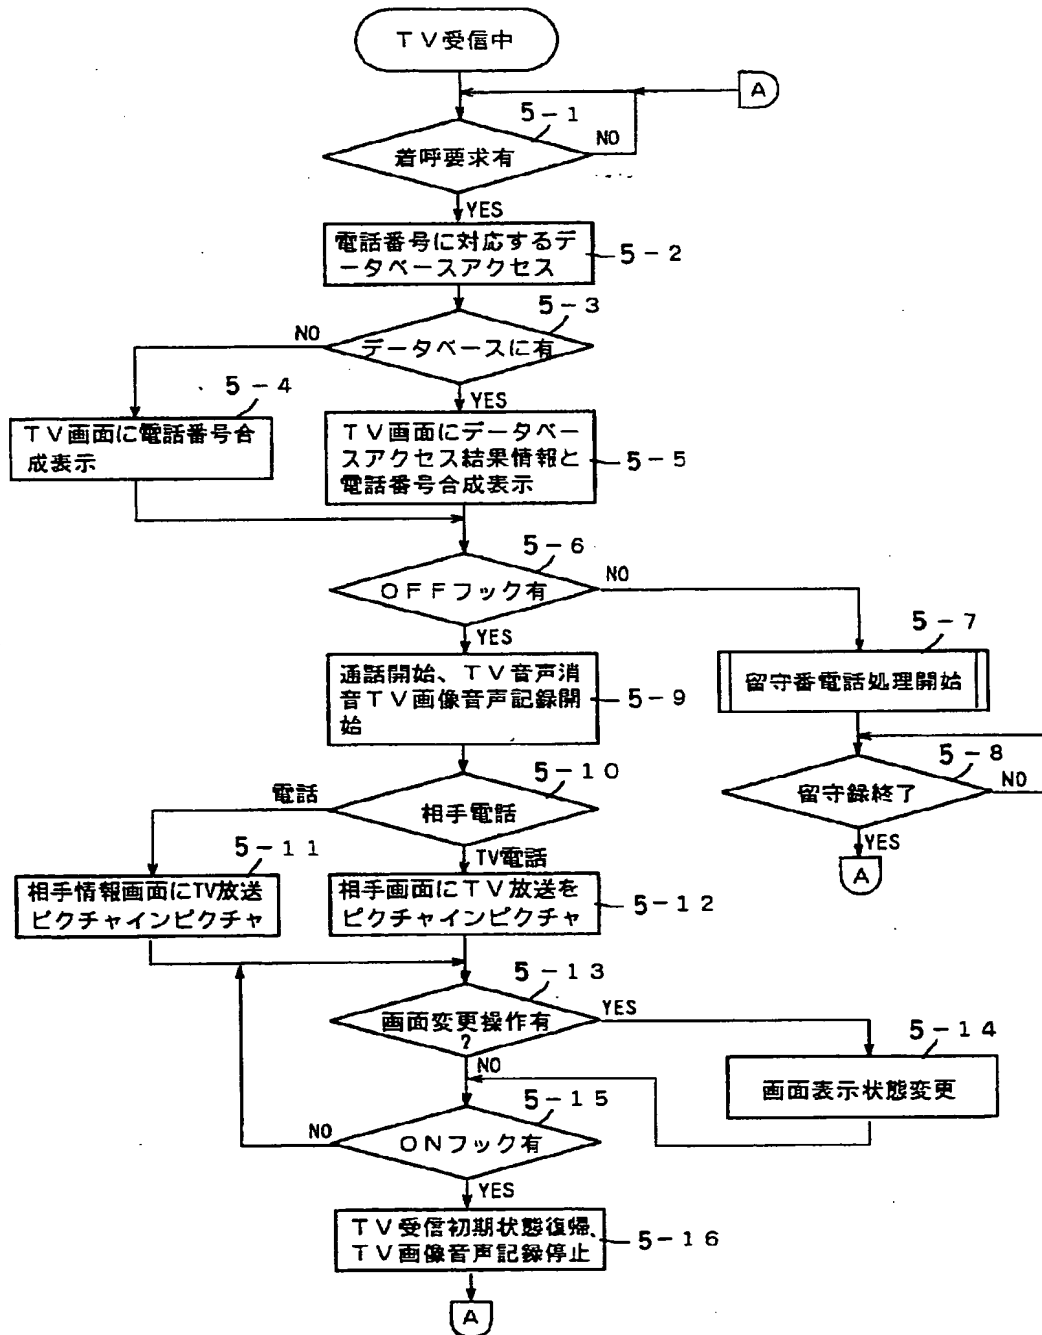 TV受信中
A
5-1
着呼要求有
NO
YES
電話番号に対応するデ
ータベースアクセス
5-2
5-3
データベースに有
NO
YES
5-4
TV画面に電話番号合
成表示
TV画面にデータベー
スアクセス結果情報と
電話番号合成表示
5-5
5-6
OFFフック有
NO
YES
5-7
留守番電話処理開始
通話開始、TV音声消
音TV画像音声記録開
始
5-9
5-8
留守録終了
NO
YES
A
5-10
相手電話
電話
TV電話
5-11
相手情報画面にTV放送
ピクチャインピクチャ
相手画面にTV放送を
ピクチャインピクチャ
5-12
5-13
画面変更操作有
?
YES
NO
5-14
画面表示状態変更
5-15
ONフック有
NO
YES
TV受信初期状態復帰、
TV画像音声記録停止
5-16
A